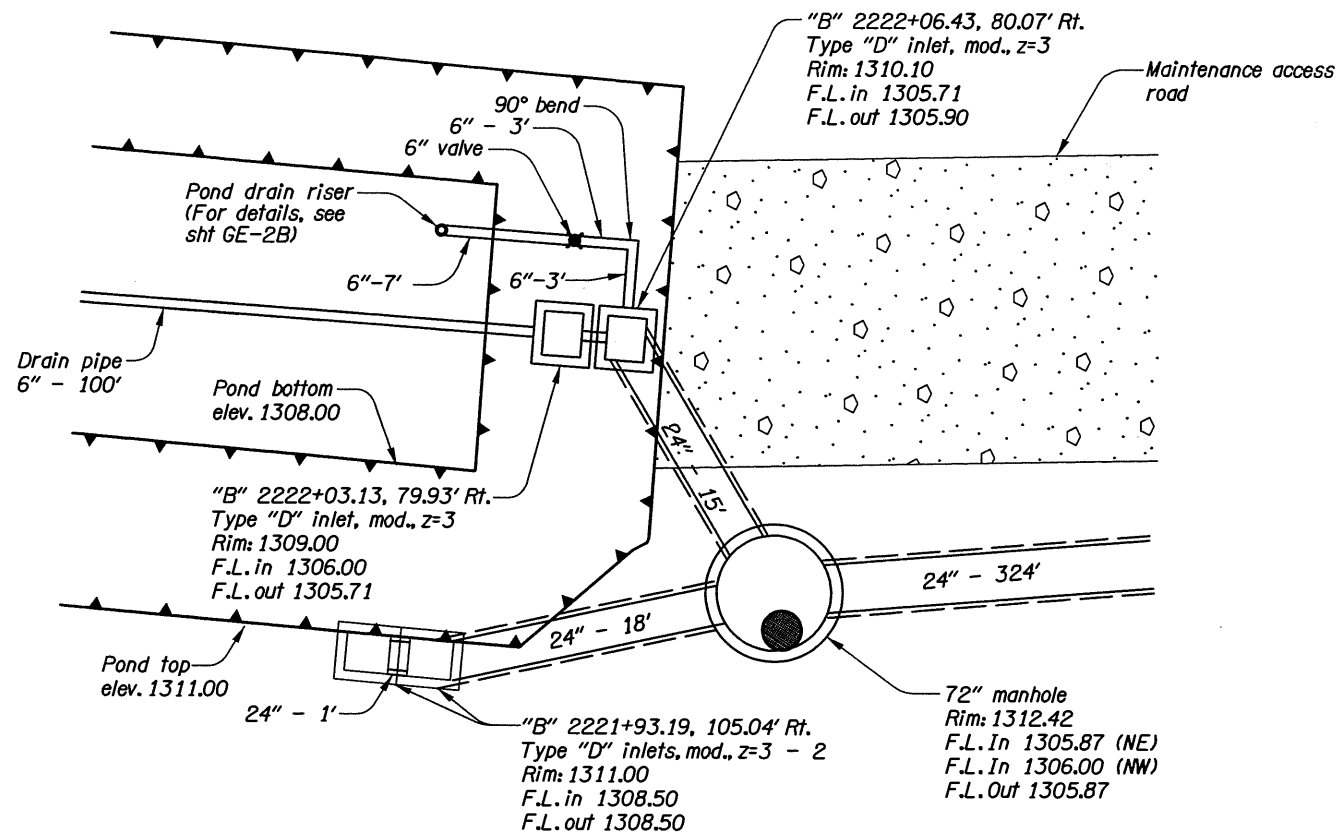 "B" 2222+06.43, 80.07' Rt.
Type "D" inlet, mod., z=3
Rim: 1310.10
F.L. in 1305.71
F.L. out 1305.90
Maintenance access
road
90° bend
6" - 3'
6" valve
Pond drain riser
(For details, see
sht GE-2B)
6"-7'
6"-3'
Drain pipe
6" - 100'
Pond bottom
elev. 1308.00
24" - 15'
"B" 2222+03.13, 79.93' Rt.
Type "D" inlet, mod., z=3
Rim: 1309.00
F.L. in 1306.00
F.L. out 1305.71
24" - 324'
24" - 18'
Pond top
elev. 1311.00
24" - 1'
"B" 2221+93.19, 105.04' Rt.
Type "D" inlets, mod., z=3 - 2
Rim: 1311.00
F.L. in 1308.50
F.L. out 1308.50
72" manhole
Rim: 1312.42
F.L. In 1305.87 (NE)
F.L. In 1306.00 (NW)
F.L. Out 1305.87